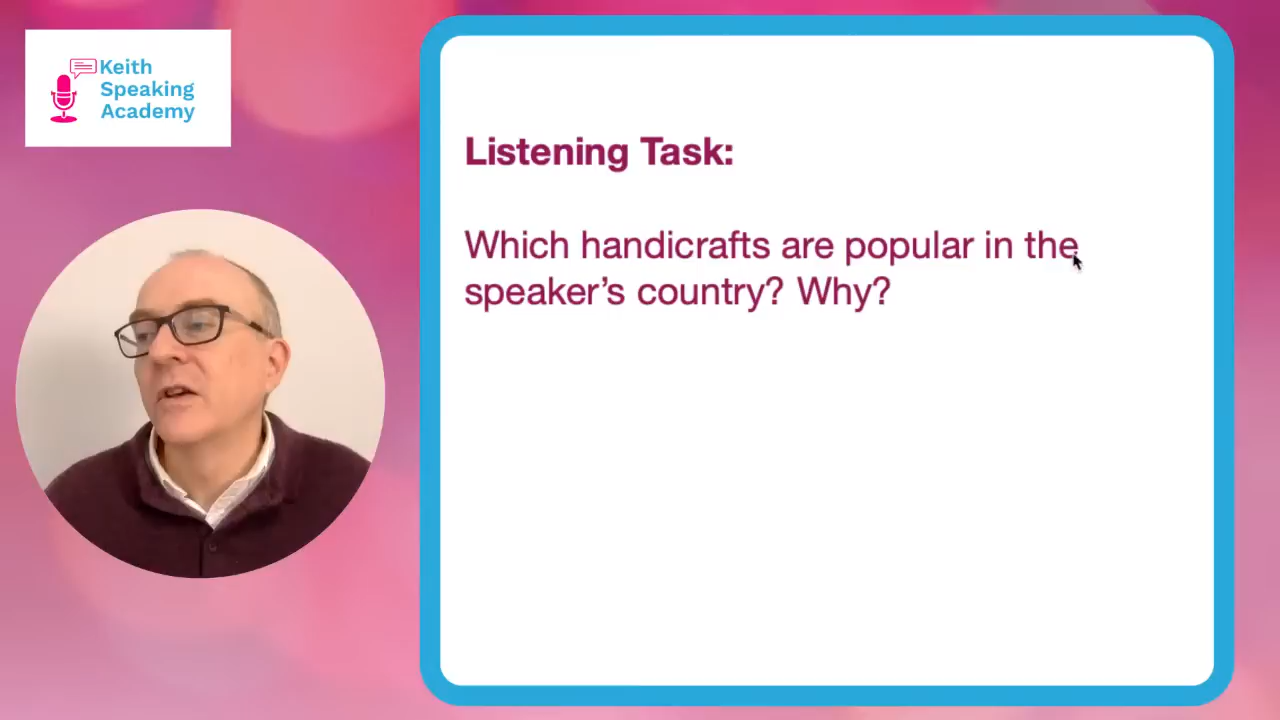 Keith
Speaking
Academy
Listening Task:
Which handicrafts are popular in the
speaker’s country? Why?